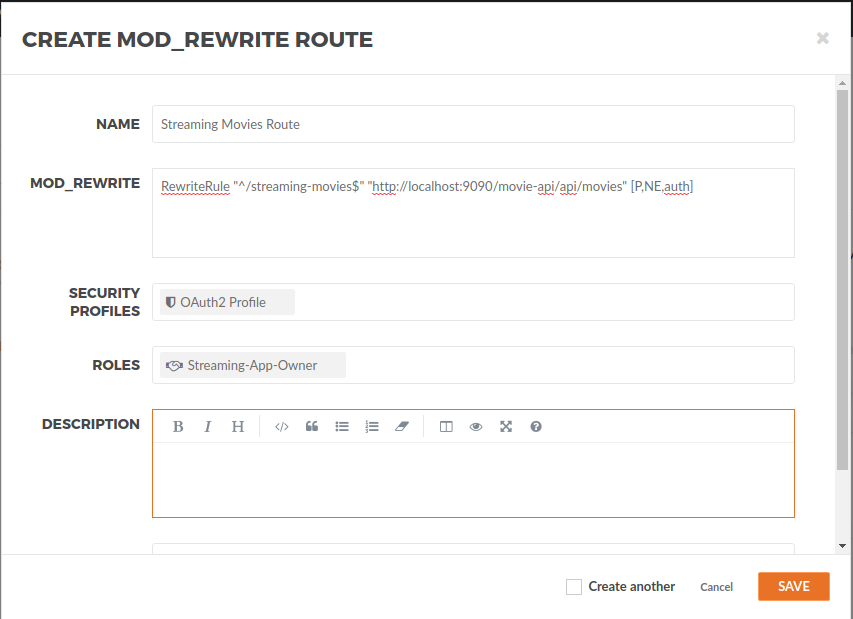 CREATE MOD_REWRITE ROUTE
NAME
Streaming Movies Route
MOD_REWRITE
RewriteRule "^/streaming-movies$" "http://localhost:9090/movie-api/api/movies" [P,NE,auth]
SECURITY
PROFILES
OAuth2 Profile
ROLES
Streaming-App-Owner
DESCRIPTION
B I H
Create another
Cancel
SAVE